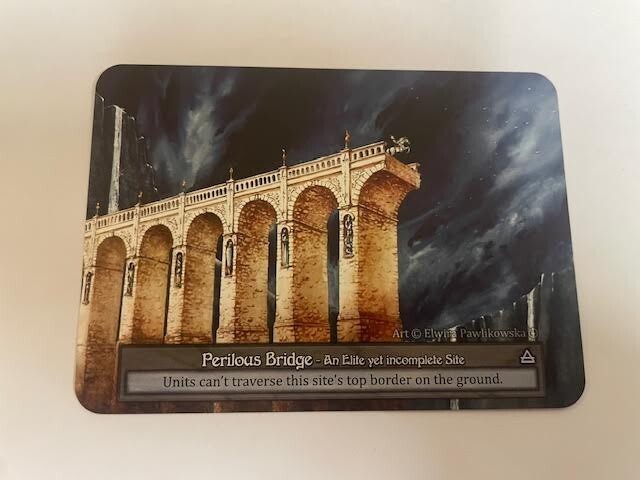 Art © Elwira Pawlikowska
Perilous Bridge - An Elite yet incomplete Site
Units can't traverse this site's top border on the ground.